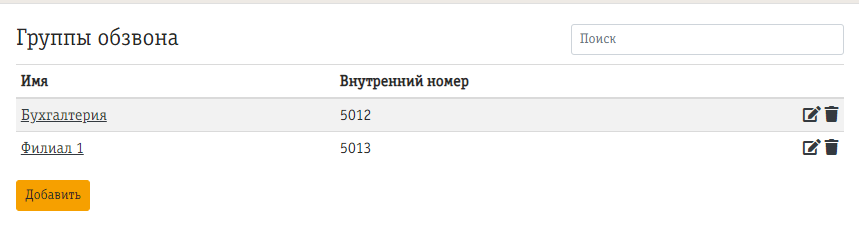 Группы обзвона
Поиск
Имя Внутренний номер
Бухгалтерия 5012
Филиал 1 5013
Добавить